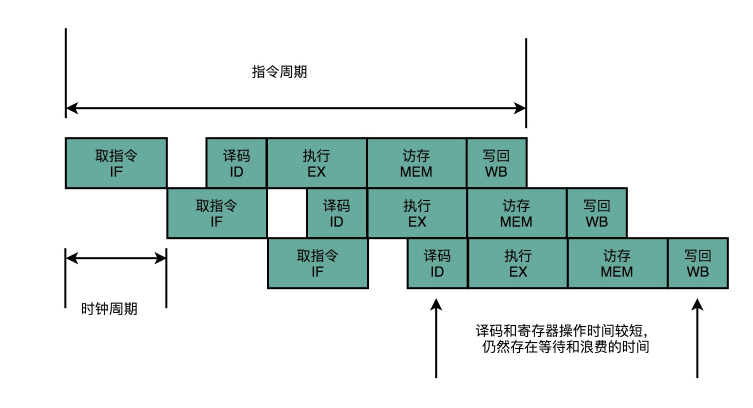 指令周期
取指令
IF
译码
ID
执行
EX
访存
MEM
写回
WB
取指令
IF
译码
ID
执行
EX
访存
MEM
写回
WB
取指令
IF
译码
ID
执行
EX
访存
MEM
写回
WB
时钟周期
译码和寄存器操作时间较短，
仍然存在等待和浪费的时间